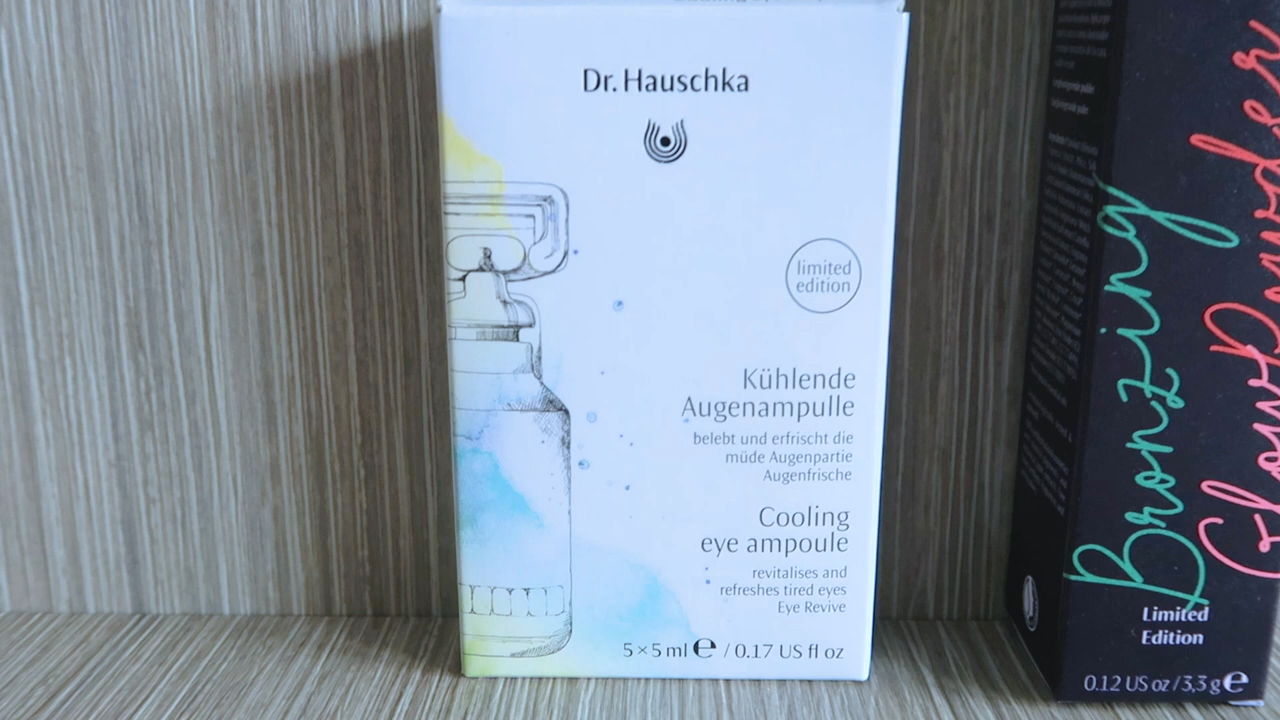 Dr. Hauschka
limited
edition
Kühlende
Augenampulle
belebt und erfrischt die
müde Augenpartie
Augenfrische
Cooling
eye ampoule
revitalises and
refreshes tired eyes
Eye Revive
5 × 5 ml ℮ / 0.17 US fl oz
Bronzing
Glow Powder
Limited
Edition
0.12 US oz / 3,3 g ℮